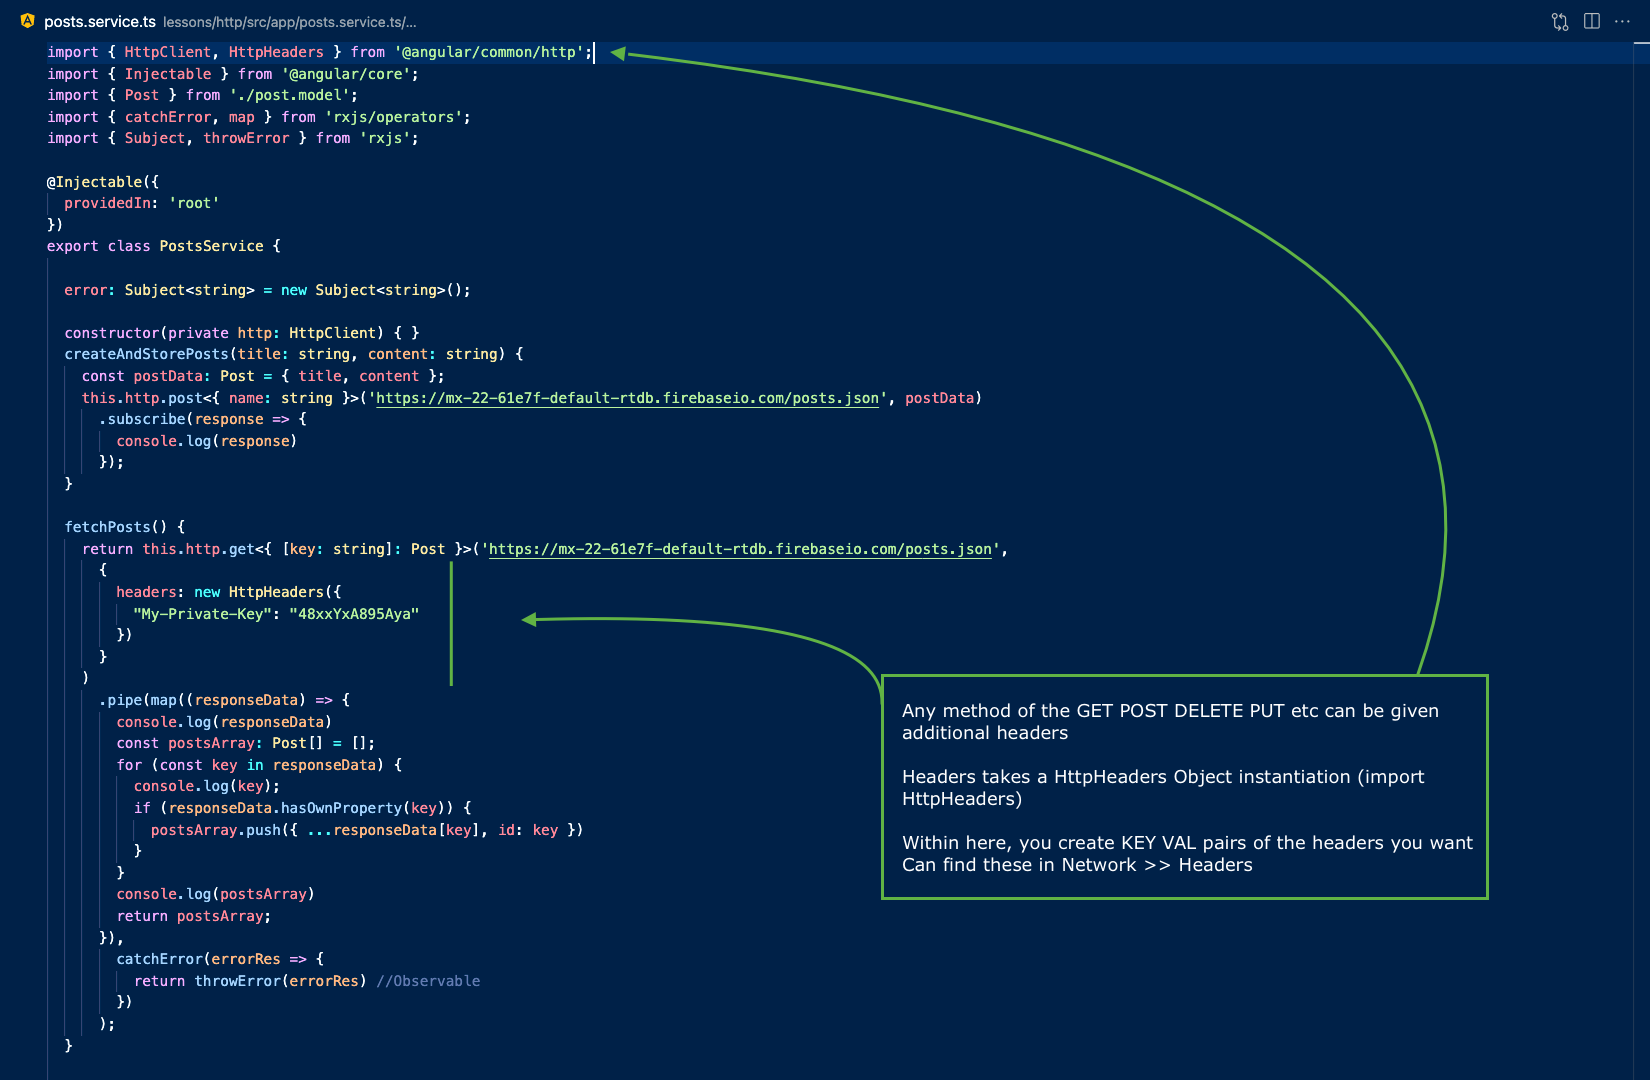 posts.service.ts lessons/http/src/app/posts.service.ts/...
import { HttpClient, HttpHeaders } from '@angular/common/http';
import { Injectable } from '@angular/core';
import { Post } from './post.model';
import { catchError, map } from 'rxjs/operators';
import { Subject, throwError } from 'rxjs';
@Injectable({
providedIn: 'root'
})
export class PostsService {
error: Subject<string> = new Subject<string>();
constructor(private http: HttpClient) { }
createAndStorePosts(title: string, content: string) {
const postData: Post = { title, content };
this.http.post<{ name: string }>('https://mx-22-61e7f-default-rtdb.firebaseio.com/posts.json', postData)
.subscribe(response => {
console.log(response)
});
}
fetchPosts() {
return this.http.get<{ [key: string]: Post }>('https://mx-22-61e7f-default-rtdb.firebaseio.com/posts.json',
{
headers: new HttpHeaders({
"My-Private-Key": "48xxYxA895Aya"
})
}
)
.pipe(map((responseData) => {
console.log(responseData)
const postsArray: Post[] = [];
for (const key in responseData) {
console.log(key);
if (responseData.hasOwnProperty(key)) {
postsArray.push({ ...responseData[key], id: key })
}
}
console.log(postsArray)
return postsArray;
}),
catchError(errorRes => {
return throwError(errorRes) //Observable
})
);
}
Any method of the GET POST DELETE PUT etc can be given
additional headers
Headers takes a HttpHeaders Object instantiation (import
HttpHeaders)
Within here, you create KEY VAL pairs of the headers you want
Can find these in Network >> Headers